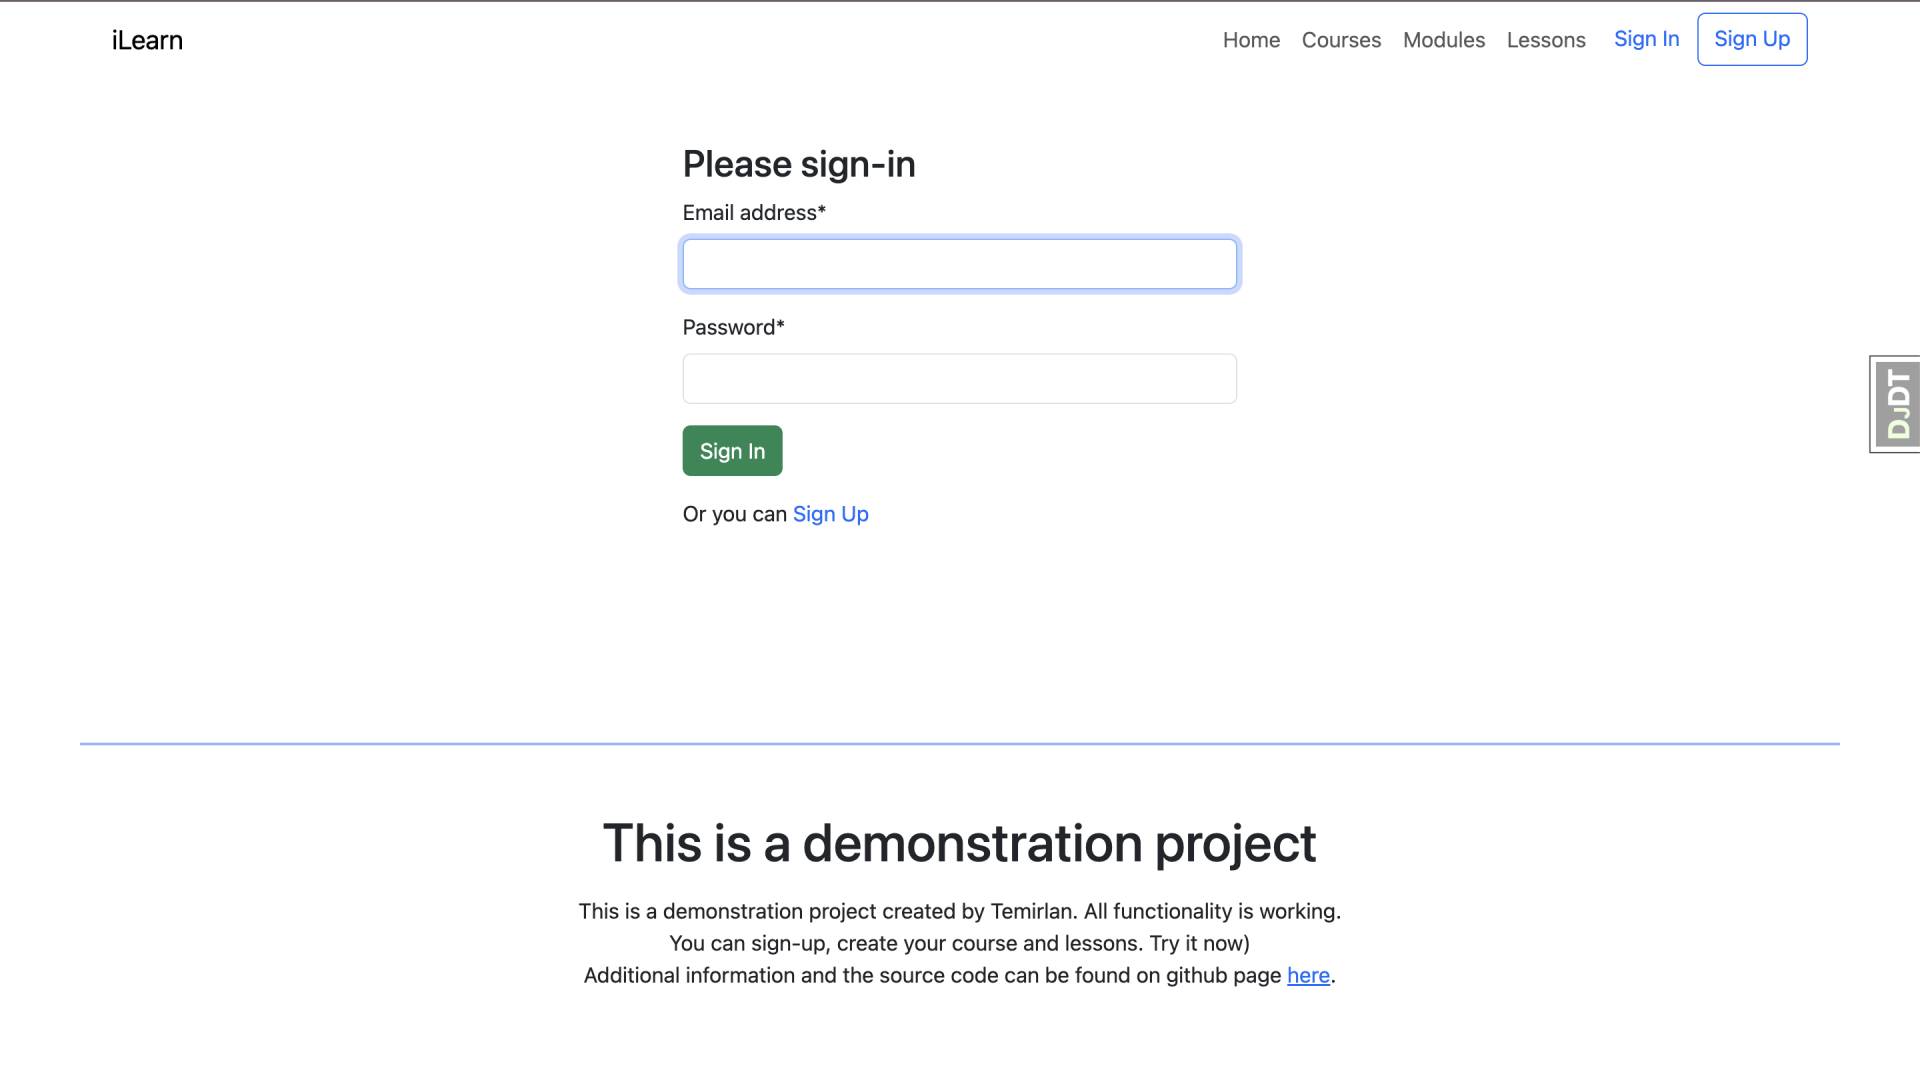 iLearn
Home Courses Modules Lessons Sign In Sign Up
Please sign-in
Email address*
Password*
DJDT
Sign In
Or you can Sign Up
This is a demonstration project
This is a demonstration project created by Temirlan. All functionality is working.
You can sign-up, create your course and lessons. Try it now)
Additional information and the source code can be found on github page here.